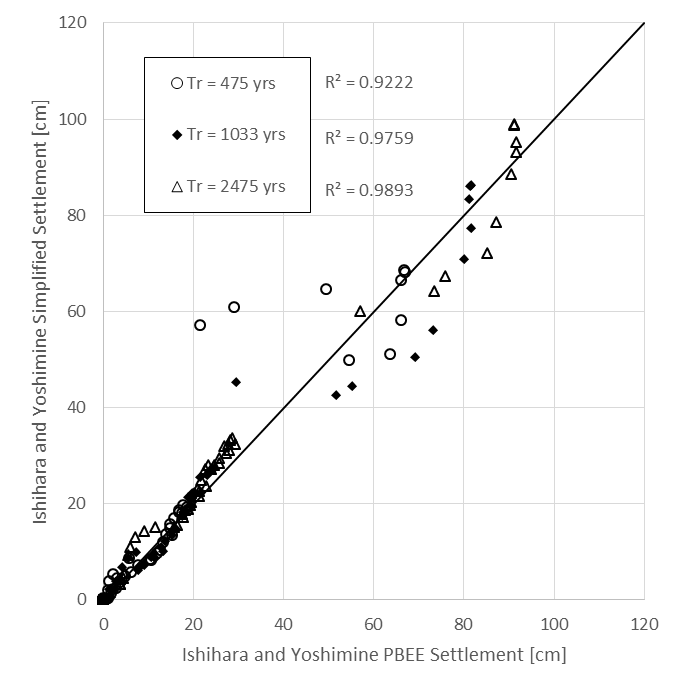 120
100
80
60
40
20
0
0 20 40 60 80 100 120
Ishihara and Yoshimine Simplified Settlement [cm]
Ishihara and Yoshimine PBEE Settlement [cm]
Tr = 475 yrs R² = 0.9222
Tr = 1033 yrs R² = 0.9759
Tr = 2475 yrs R² = 0.9893